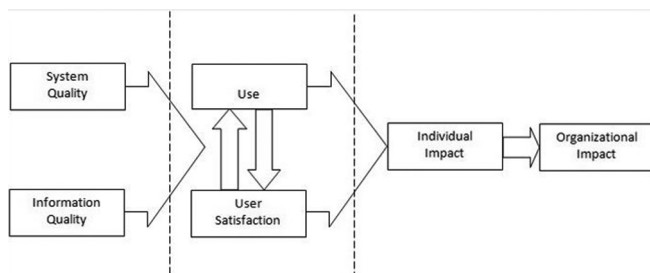 System
Quality
Use
Individual
Impact
Organizational
Impact
Information
Quality
User
Satisfaction